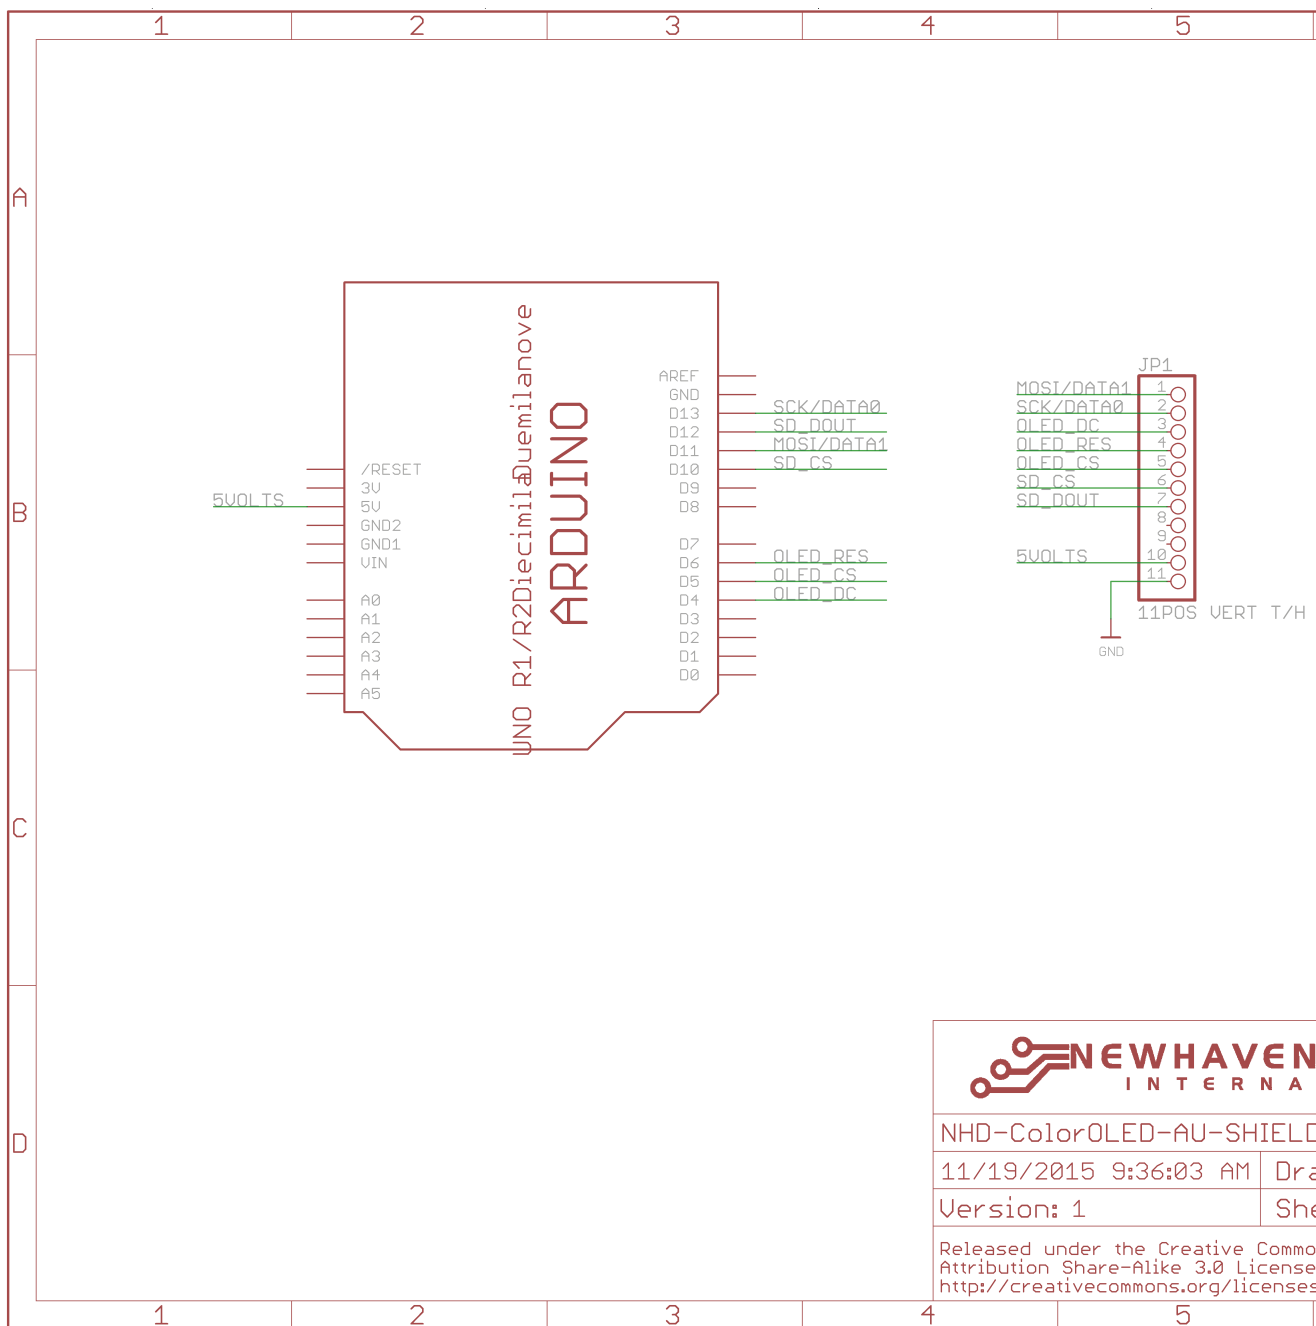 1 2 3 4 5
A
B
C
D
UNO R1/R2DiecimilaDuemilanove
ARDUINO
/RESET
3V
5VOLTS 5V
GND2
GND1
VIN
A0
A1
A2
A3
A4
A5
AREF
GND
D13 SCK/DATA0
D12 SD_DOUT
D11 MOSI/DATA1
D10 SD_CS
D9
D8
D7
D6 OLED_RES
D5 OLED_CS
D4 OLED_DC
D3
D2
D1
D0
JP1
MOSI/DATA1 1
SCK/DATA0 2
OLED_DC 3
OLED_RES 4
OLED_CS 5
SD_CS 6
SD_DOUT 7
8
9
5VOLTS 10
11
11POS VERT T/H
GND
NEWHAVEN
INTERNA
NHD-ColorOLED-AU-SHIELD
11/19/2015 9:36:03 AM Dra
Version: 1 She
Released under the Creative Commo
Attribution Share-Alike 3.0 License
http://creativecommons.org/licenses
1 2 3 4 5